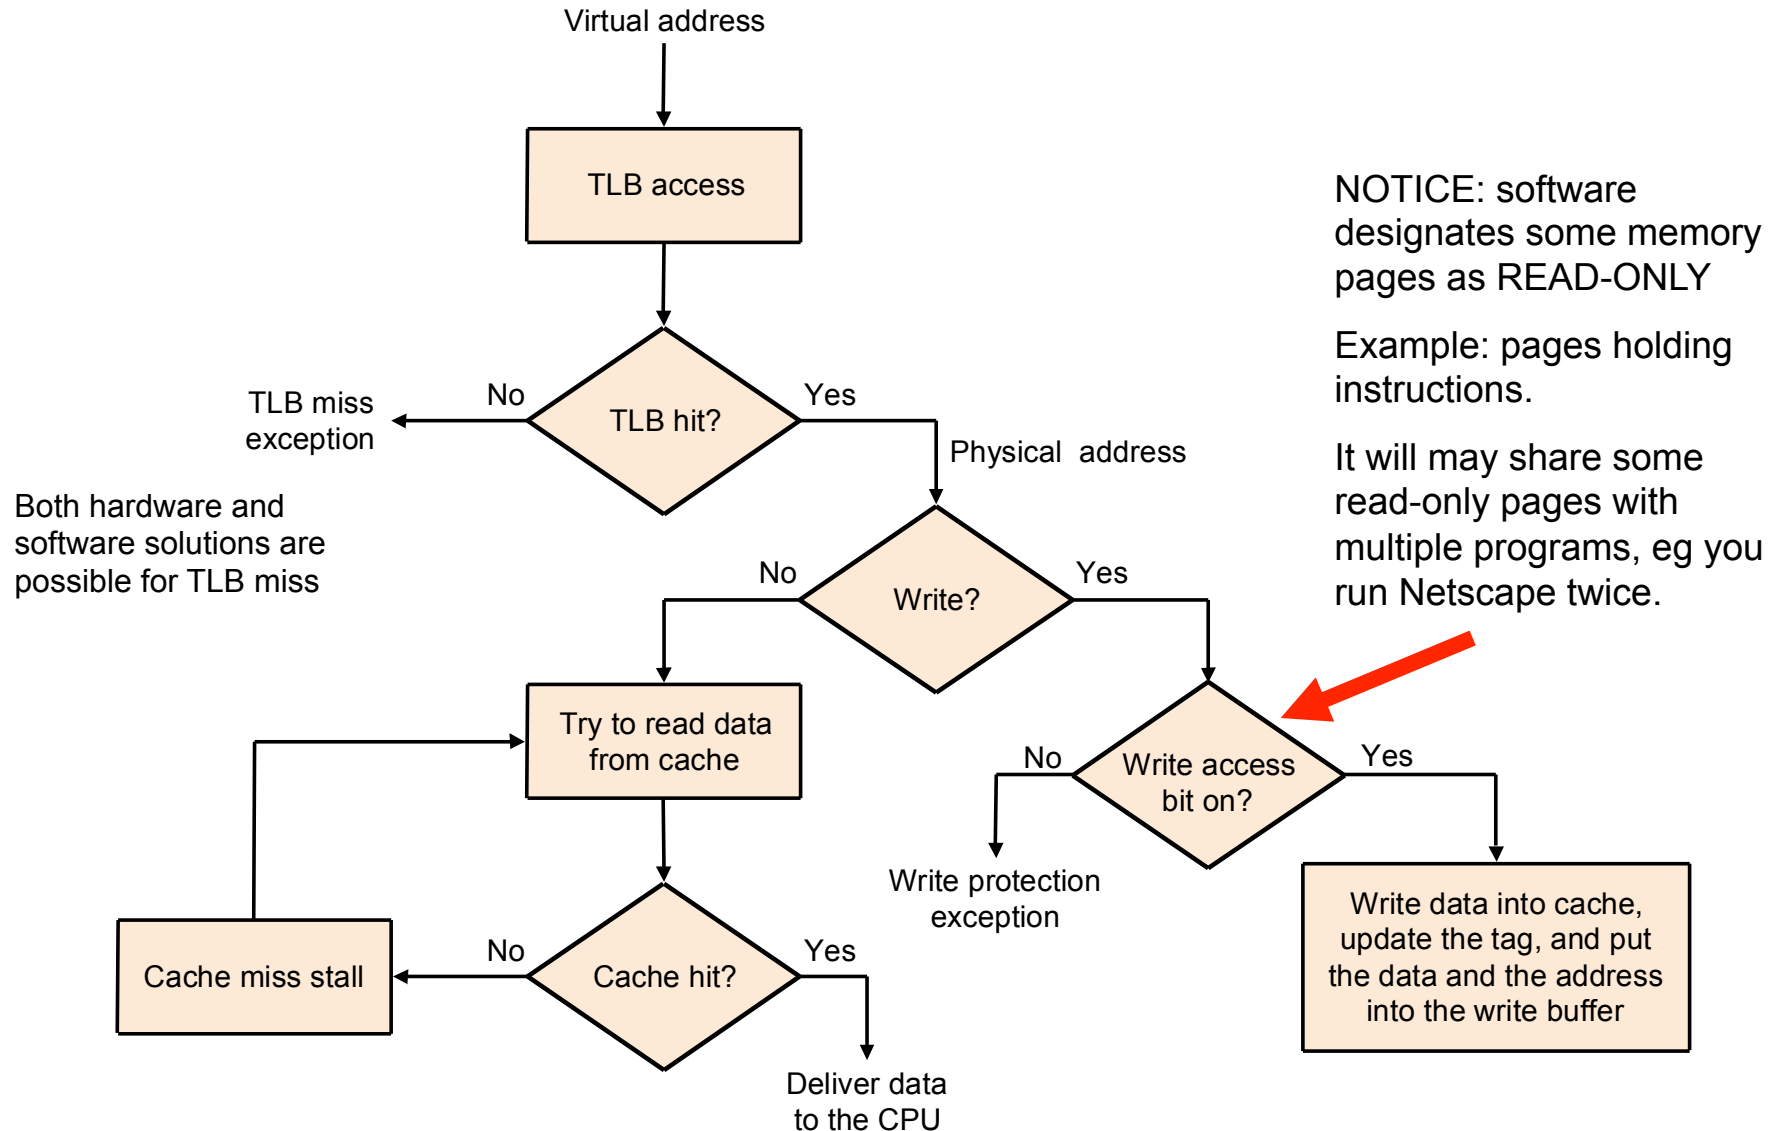 Virtual address
TLB access
NOTICE: software
designates some memory
pages as READ-ONLY
Example: pages holding
instructions.
It will may share some
read-only pages with
multiple programs, eg you
run Netscape twice.
No
Yes
TLB miss
exception
TLB hit?
Physical address
Both hardware and
software solutions are
possible for TLB miss
No
Yes
Write?
Try to read data
from cache
No
Yes
Write access
bit on?
Write protection
exception
Write data into cache,
update the tag, and put
the data and the address
into the write buffer
No
Yes
Cache miss stall
Cache hit?
Deliver data
to the CPU